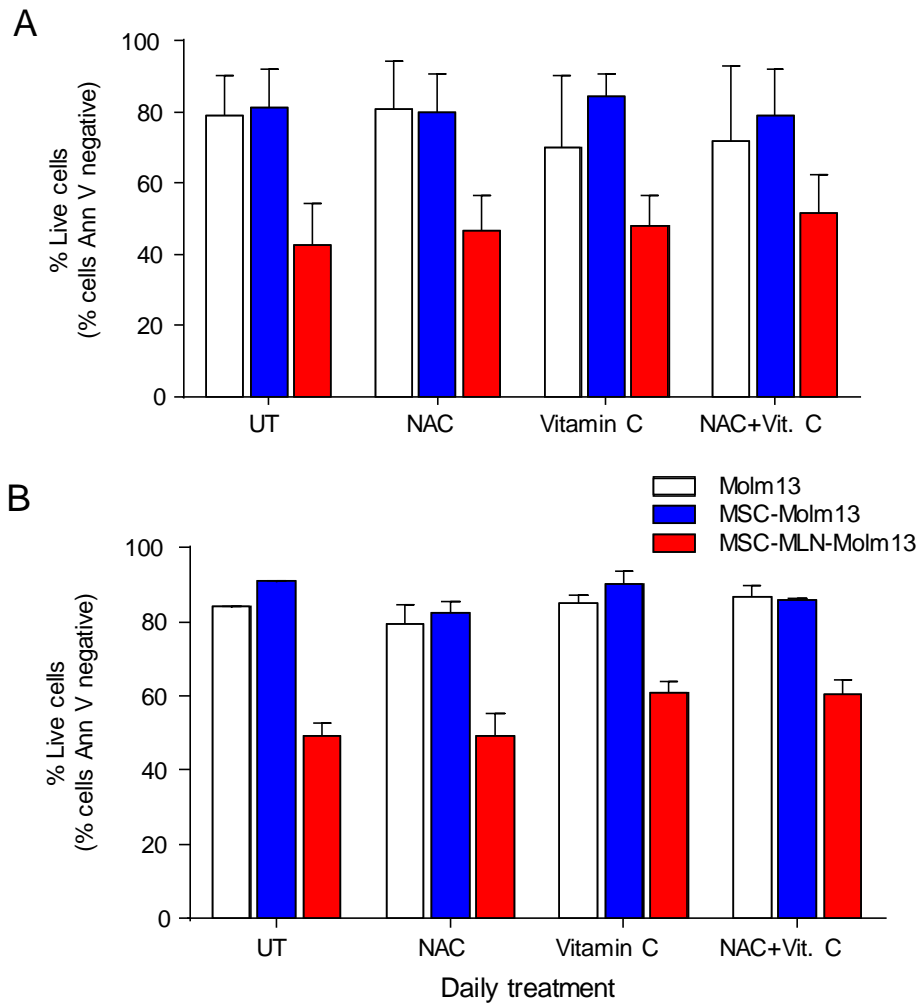 A
% Live cells
(% cells Ann V negative)
100
80
60
40
20
0
UT NAC Vitamin C NAC+Vit. C
Molm13
MSC-Molm13
MSC-MLN-Molm13
B
% Live cells
(% cells Ann V negative)
100
80
60
40
20
0
UT NAC Vitamin C NAC+Vit. C
Daily treatment